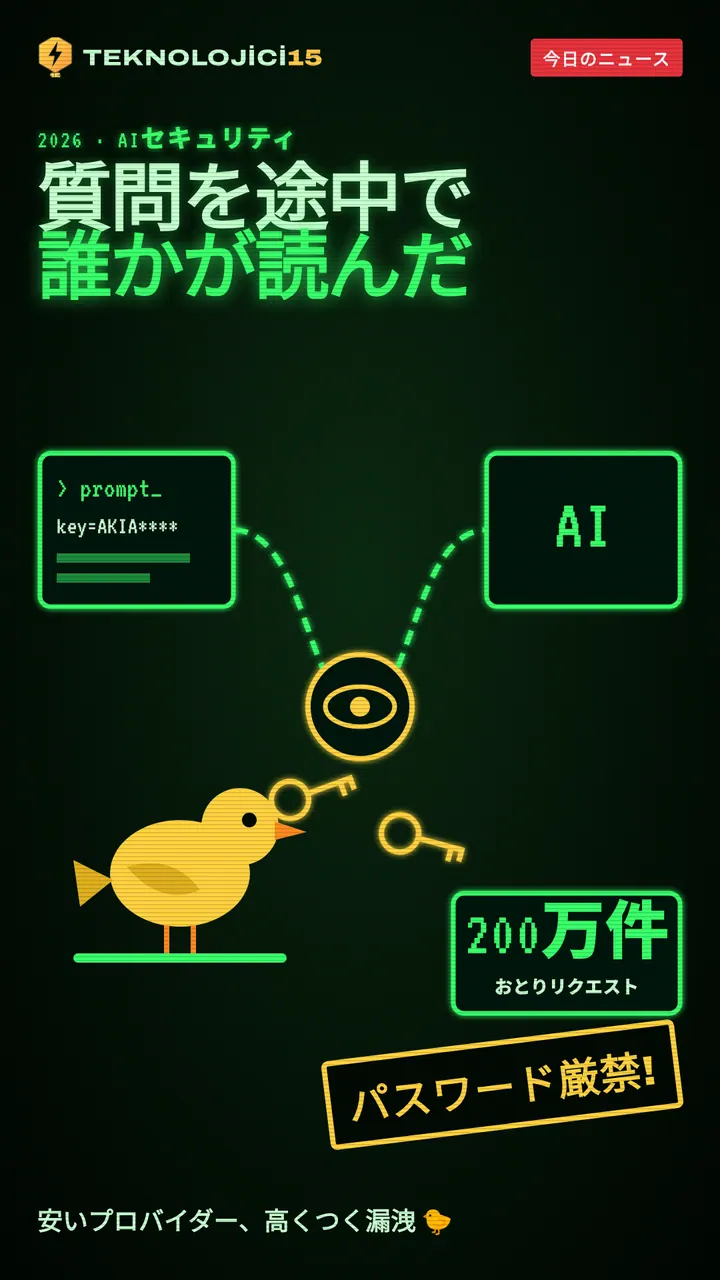 TEKNOLOJİCİ15
今日のニュース
2026 · AIセキュリティ
質問を途中で
誰かが読んだ
> prompt_
key=AKIA****
AI
200万件
おとりリクエスト
パスワード厳禁!
安いプロバイダー、高くつく漏洩 🐤